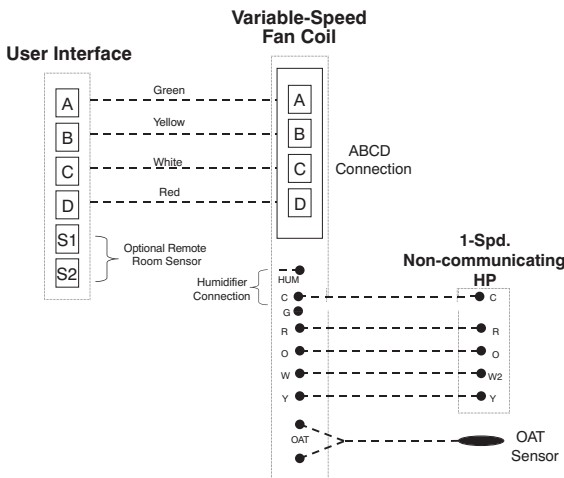 Variable-Speed
Fan Coil
User Interface
A
Green
A
B
Yellow
B
C
White
C
D
Red
D
ABCD
Connection
S1
S2
Optional Remote
Room Sensor
1-Spd.
Non-communicating
HP
Humidifier
Connection
HUM
C
C
G
R
R
O
O
W
W2
Y
Y
OAT
OAT
Sensor